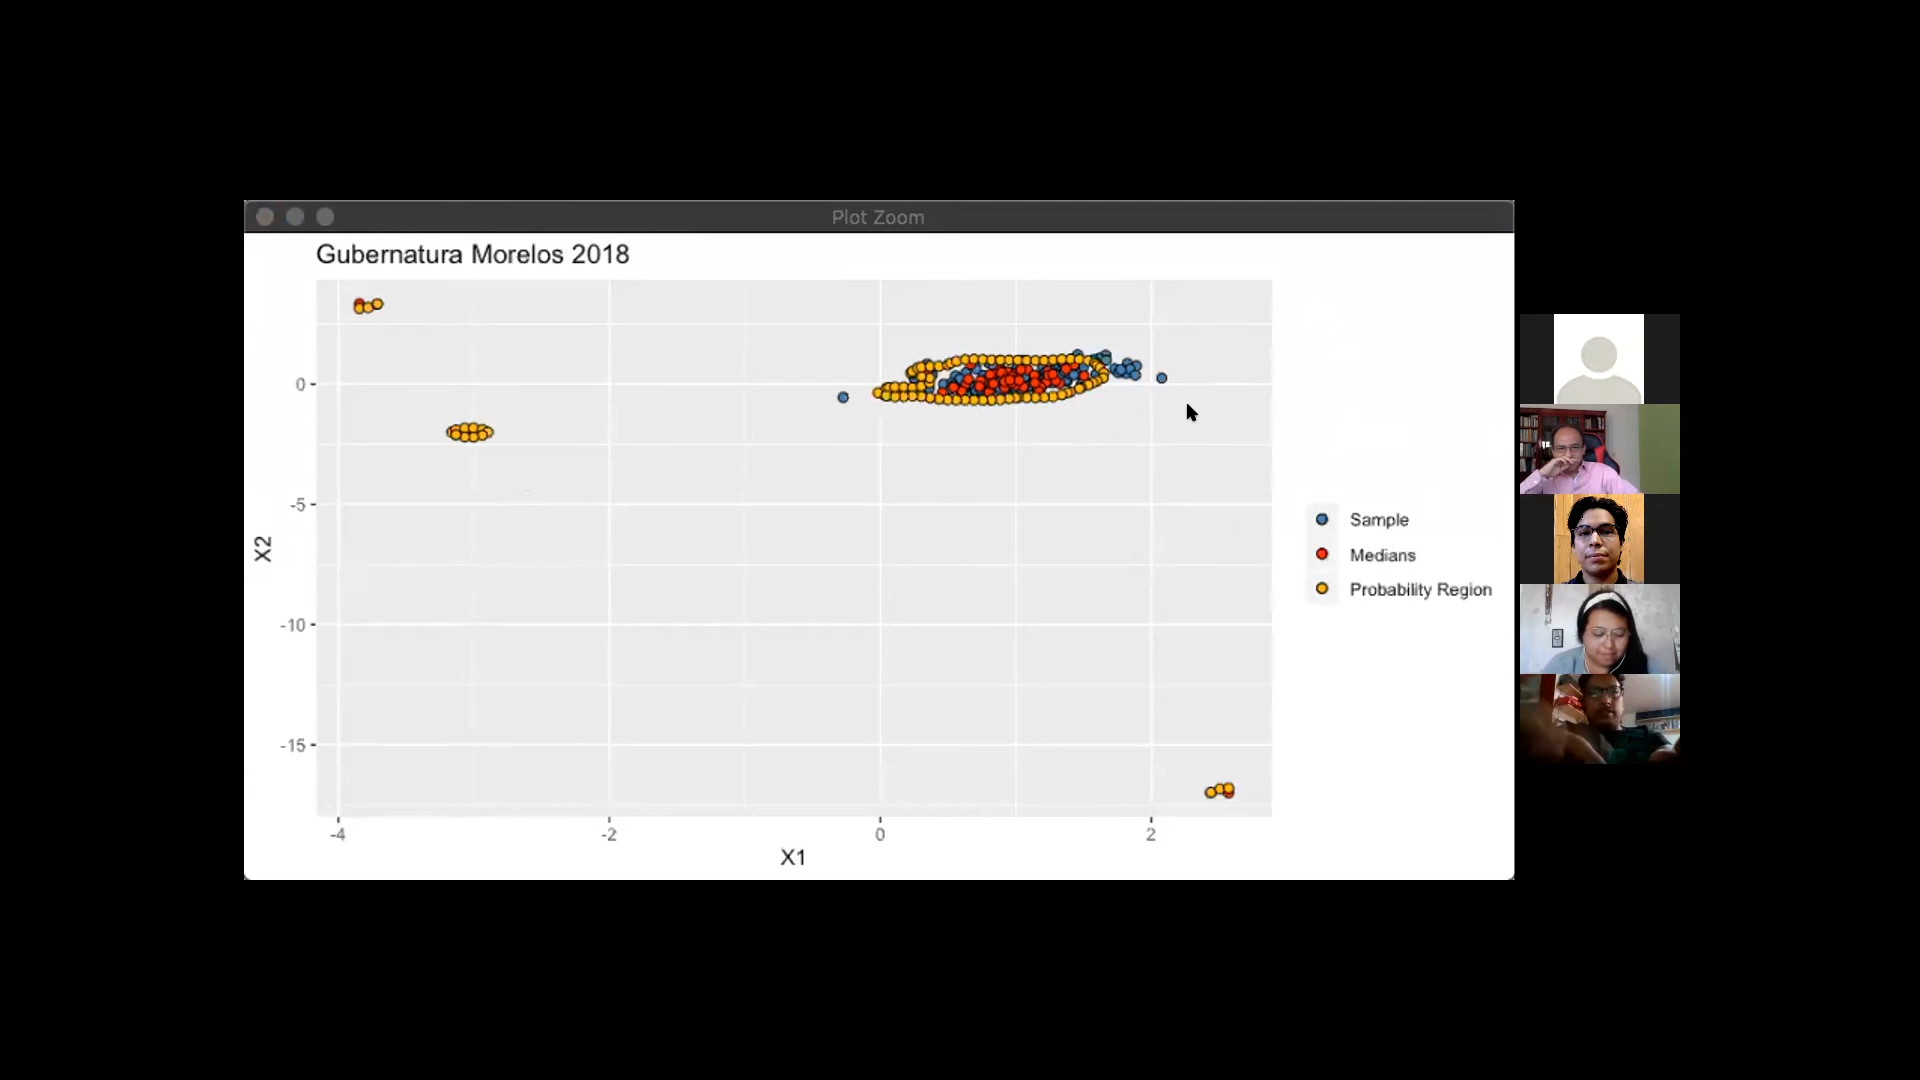 Plot Zoom
Gubernatura Morelos 2018
0
-5
-10
-15
X2
-4
-2
0
2
X1
Sample
Medians
Probability Region